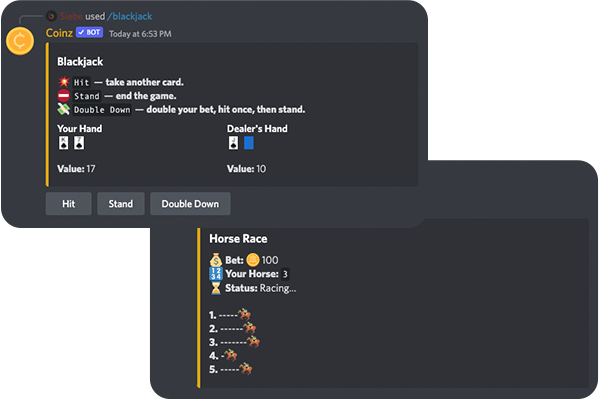 Siebe used /blackjack
Coinz BOT Today at 6:53 PM
Blackjack
Hit — take another card.
Stand — end the game.
Double Down — double your bet, hit once, then stand.
Your Hand Dealer's Hand
Value: 17 Value: 10
Hit Stand Double Down
Horse Race
Bet: 100
1234 Your Horse: 3
Status: Racing...
1. -----
2. ------
3. -------
4. -
5. -----